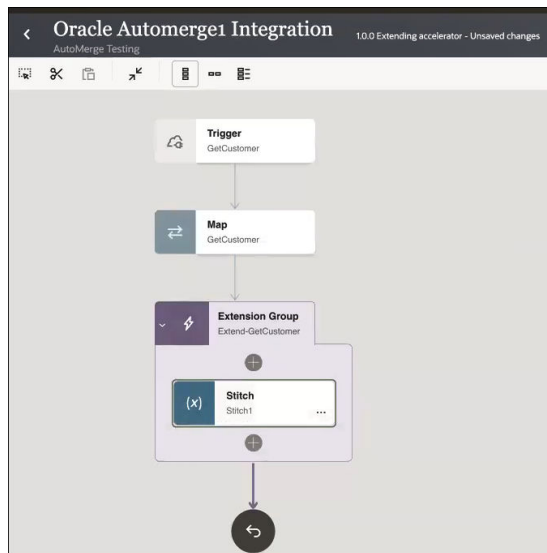 Oracle Automerge1 Integration
1.0.0 Extending accelerator - Unsaved changes
AutoMerge Testing
Trigger
GetCustomer
Map
GetCustomer
Extension Group
Extend-GetCustomer
(x)
Stitch
Stitch1
...